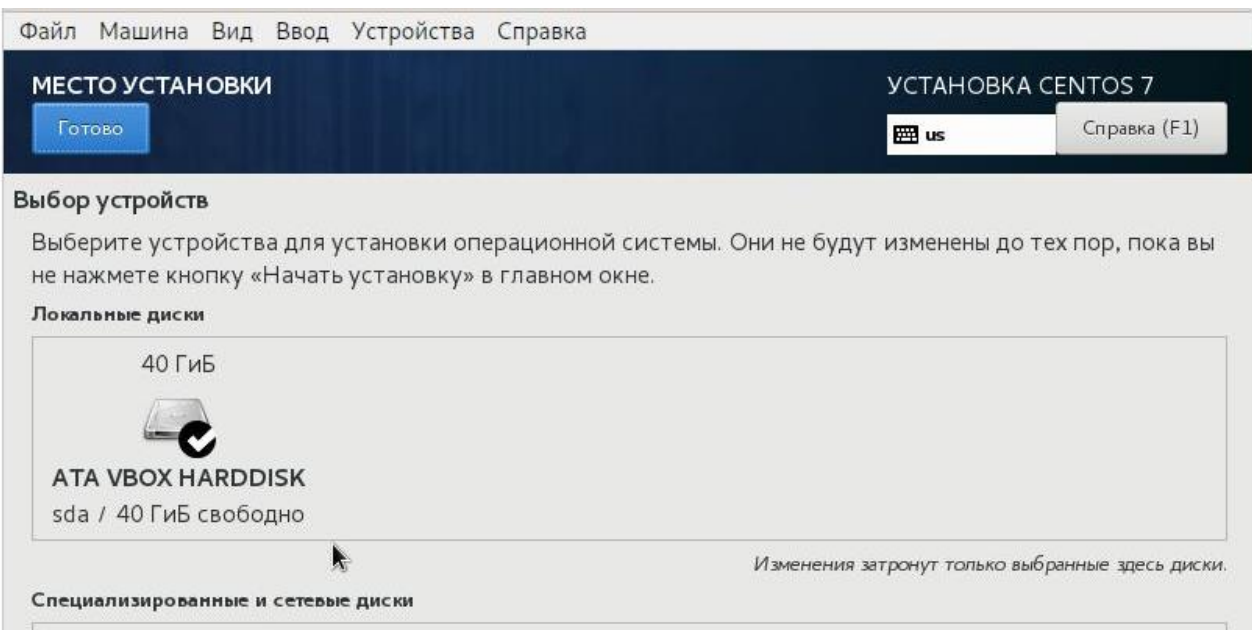 Файл Машина Вид Ввод Устройства Справка
МЕСТО УСТАНОВКИ
УСТАНОВКА CENTOS 7
Готово
us
Справка (F1)
Выбор устройств
Выберите устройства для установки операционной системы. Они не будут изменены до тех пор, пока вы
не нажмете кнопку «Начать установку» в главном окне.
Локальные диски
40 ГиБ
ATA VBOX HARDDISK
sda / 40 ГиБ свободно
Изменения затронут только выбранные здесь диски.
Специализированные и сетевые диски